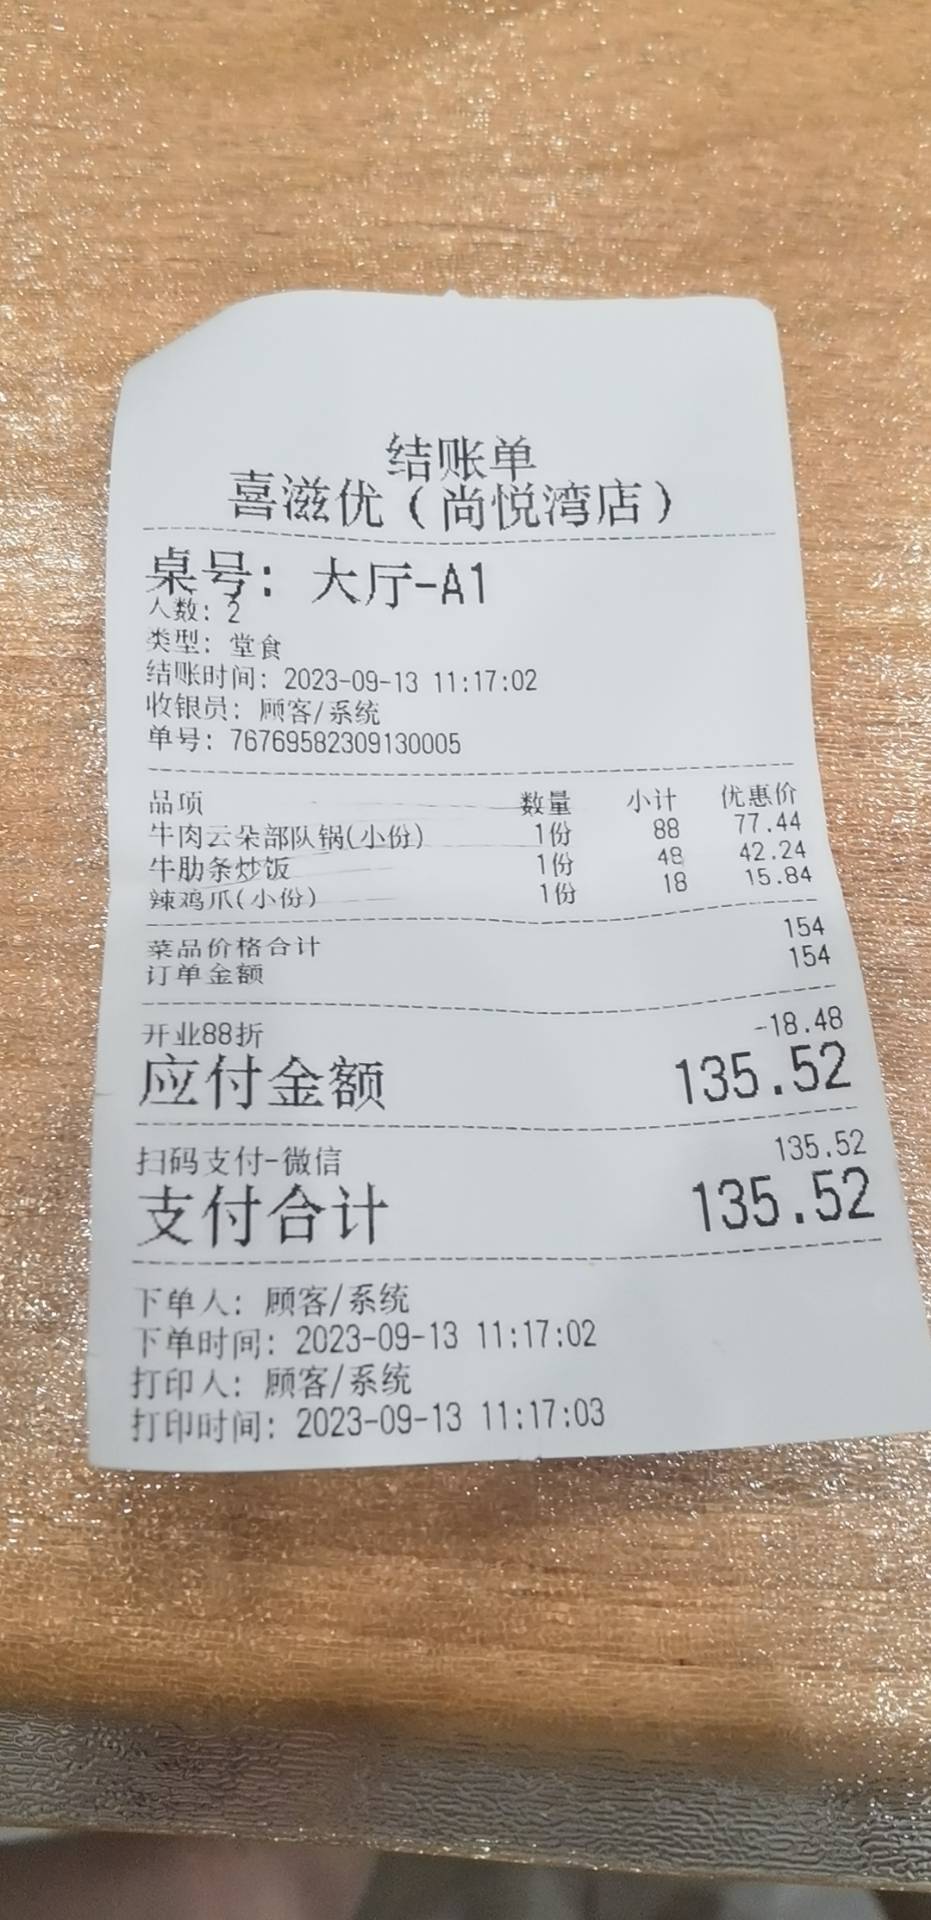 结账单
喜滋优（尚悦湾店）
桌号：大厅-A1
人数：2
类型：堂食
结账时间：2023-09-13 11:17:02
收银员：顾客/系统
单号：76769582309130005
品项 数量 小计 优惠价
牛肉云朵部队锅(小份) 1份 88 77.44
牛肋条炒饭 1份 48 42.24
辣鸡爪(小份) 1份 18 15.84
菜品价格合计 154
订单金额 154
开业88折 -18.48
应付金额 135.52
扫码支付-微信 135.52
支付合计 135.52
下单人：顾客/系统
下单时间：2023-09-13 11:17:02
打印人：顾客/系统
打印时间：2023-09-13 11:17:03